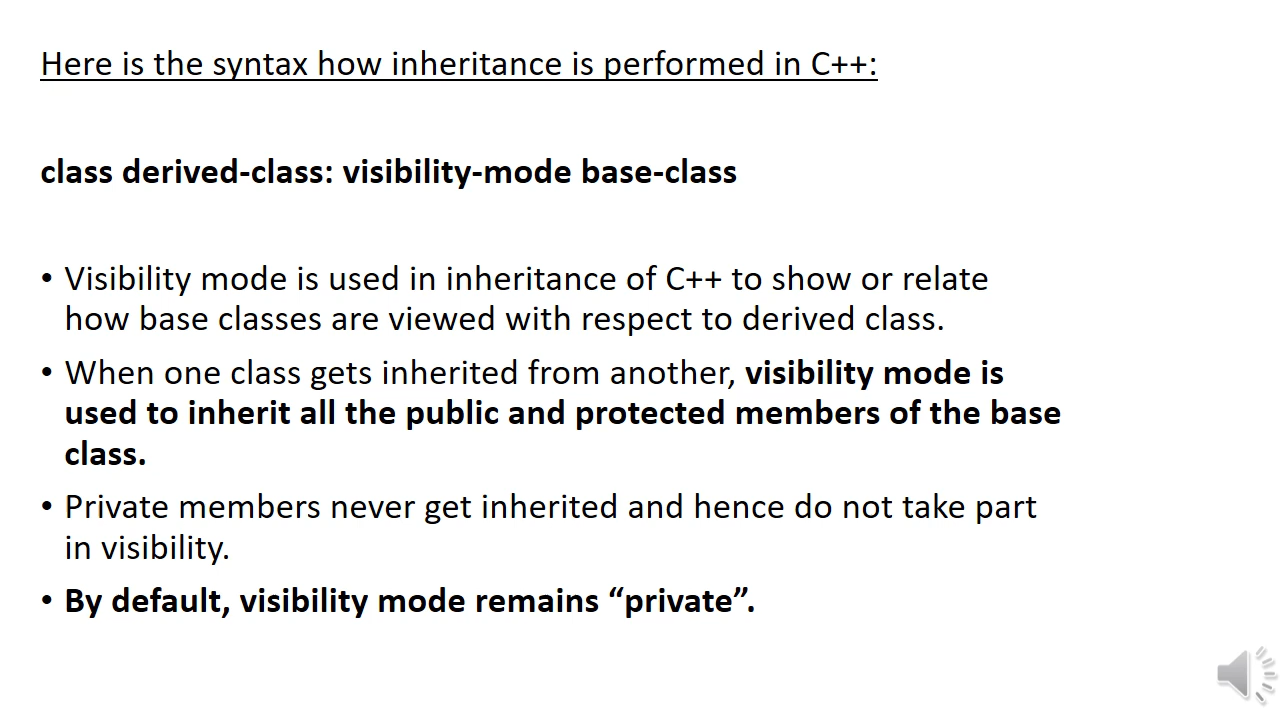 Here is the syntax how inheritance is performed in C++:
class derived-class: visibility-mode base-class
• Visibility mode is used in inheritance of C++ to show or relate
how base classes are viewed with respect to derived class.
• When one class gets inherited from another, visibility mode is
used to inherit all the public and protected members of the base
class.
• Private members never get inherited and hence do not take part
in visibility.
• By default, visibility mode remains “private”.